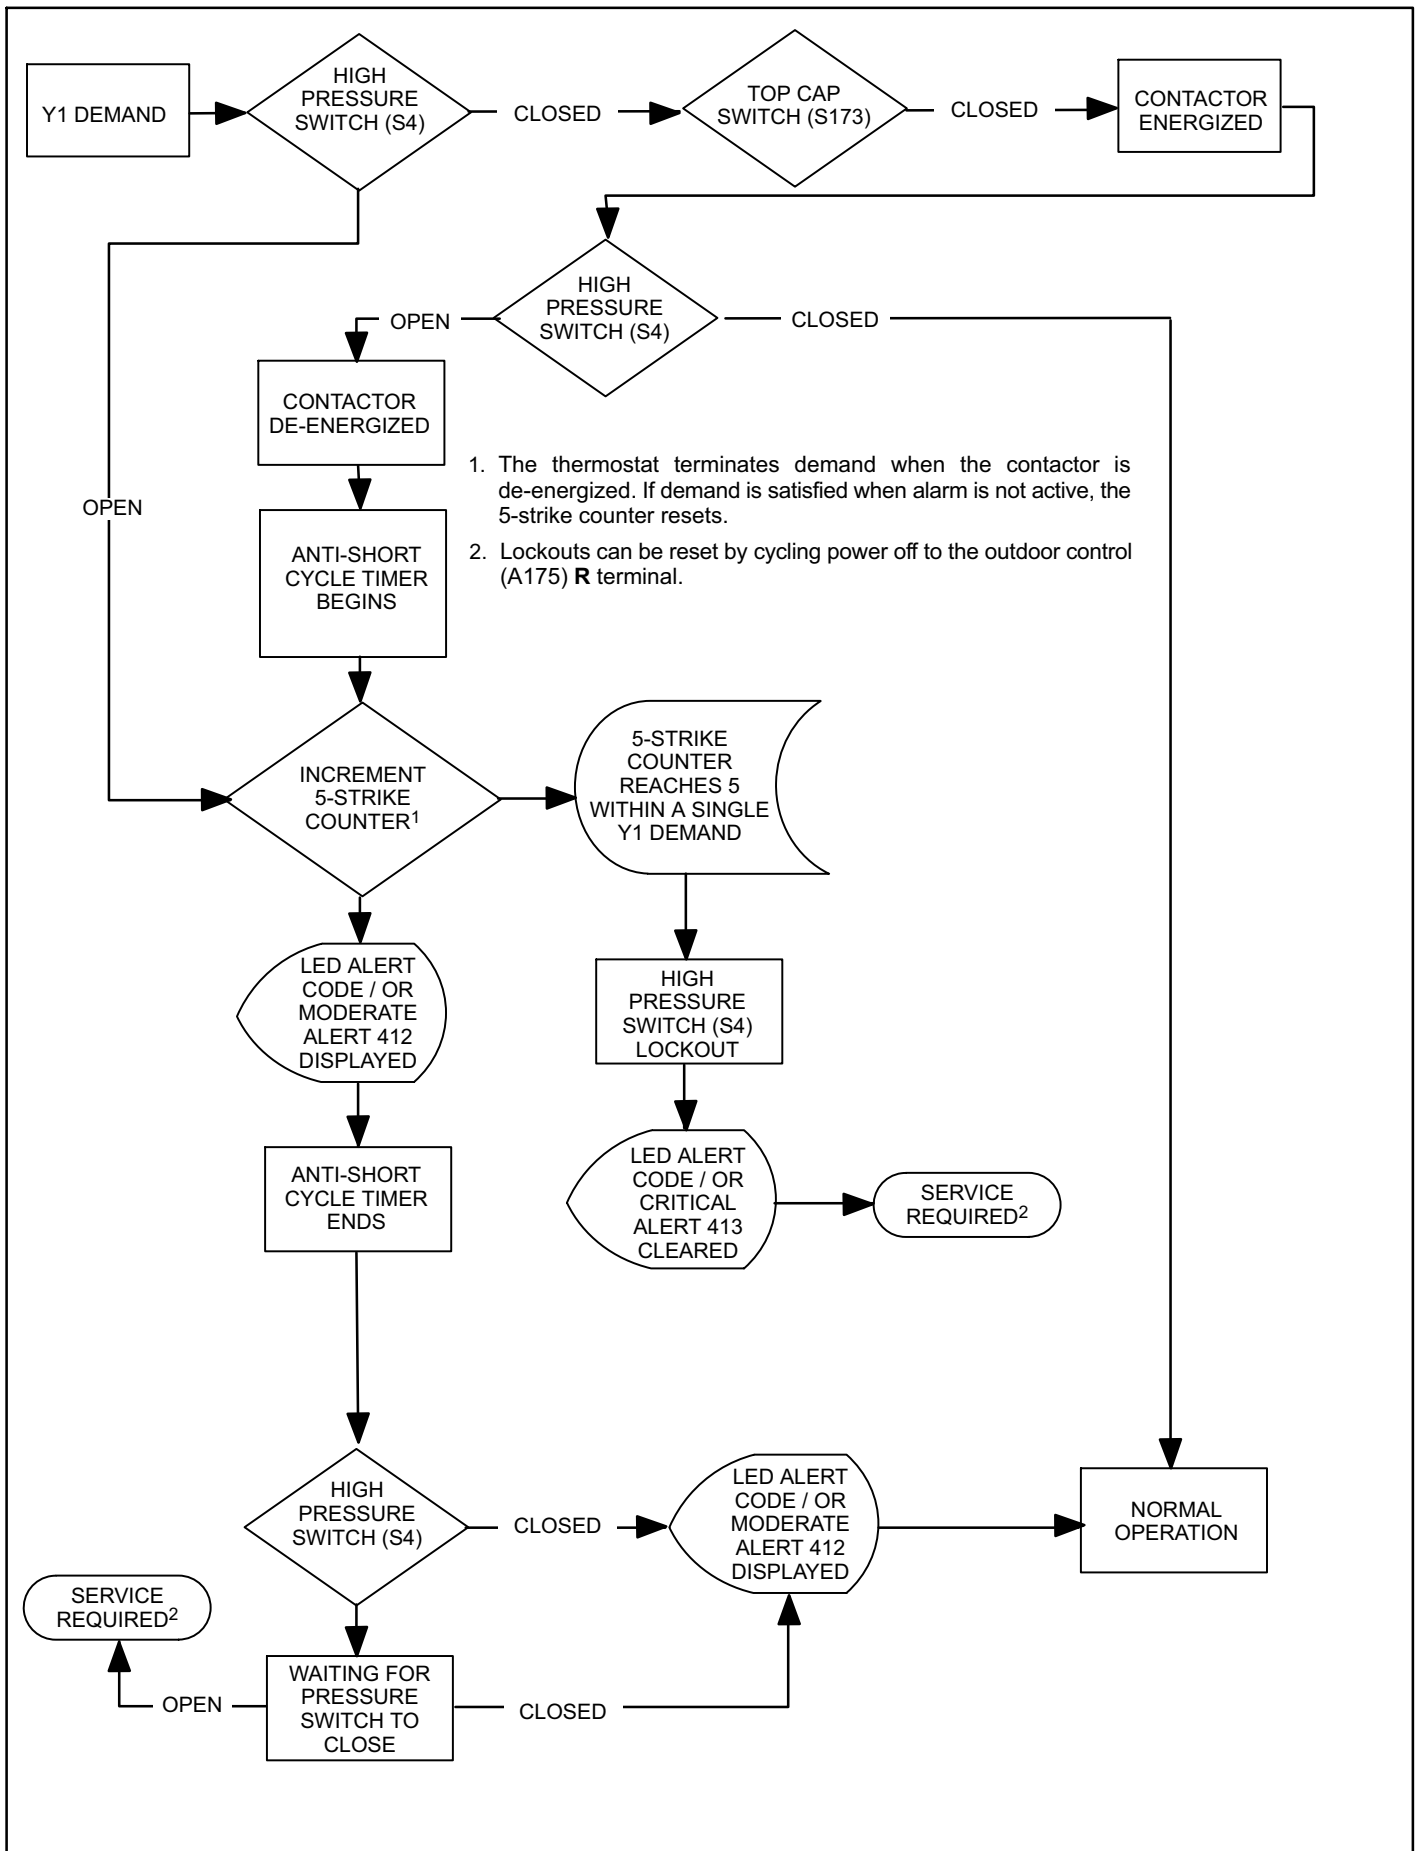 Y1 DEMAND
HIGH
PRESSURE
SWITCH (S4)
CLOSED
TOP CAP
SWITCH (S173)
CLOSED
CONTACTOR
ENERGIZED
HIGH
PRESSURE
SWITCH (S4)
OPEN
CLOSED
CONTACTOR
DE-ENERGIZED
1. The thermostat terminates demand when the contactor is
de-energized. If demand is satisfied when alarm is not active, the
5-strike counter resets.
2. Lockouts can be reset by cycling power off to the outdoor control
(A175) R terminal.
OPEN
ANTI-SHORT
CYCLE TIMER
BEGINS
INCREMENT
5-STRIKE
COUNTER1
5-STRIKE
COUNTER
REACHES 5
WITHIN A SINGLE
Y1 DEMAND
LED ALERT
CODE / OR
MODERATE
ALERT 412
DISPLAYED
HIGH
PRESSURE
SWITCH (S4)
LOCKOUT
ANTI-SHORT
CYCLE TIMER
ENDS
LED ALERT
CODE / OR
CRITICAL
ALERT 413
CLEARED
SERVICE
REQUIRED2
HIGH
PRESSURE
SWITCH (S4)
CLOSED
LED ALERT
CODE / OR
MODERATE
ALERT 412
DISPLAYED
NORMAL
OPERATION
SERVICE
REQUIRED2
OPEN
WAITING FOR
PRESSURE
SWITCH TO
CLOSE
CLOSED